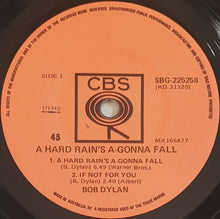 CBS
SIDE 1
SBG-225258
(KG 31120)
STEREO
45
MX166877
A HARD RAIN'S A-GONNA FALL
1. A HARD RAIN'S A-GONNA FALL
(B. Dylan) 6.49 (Warner Bros.)
2. IF NOT FOR YOU
(B. Dylan) 2.40 (Albert)
BOB DYLAN